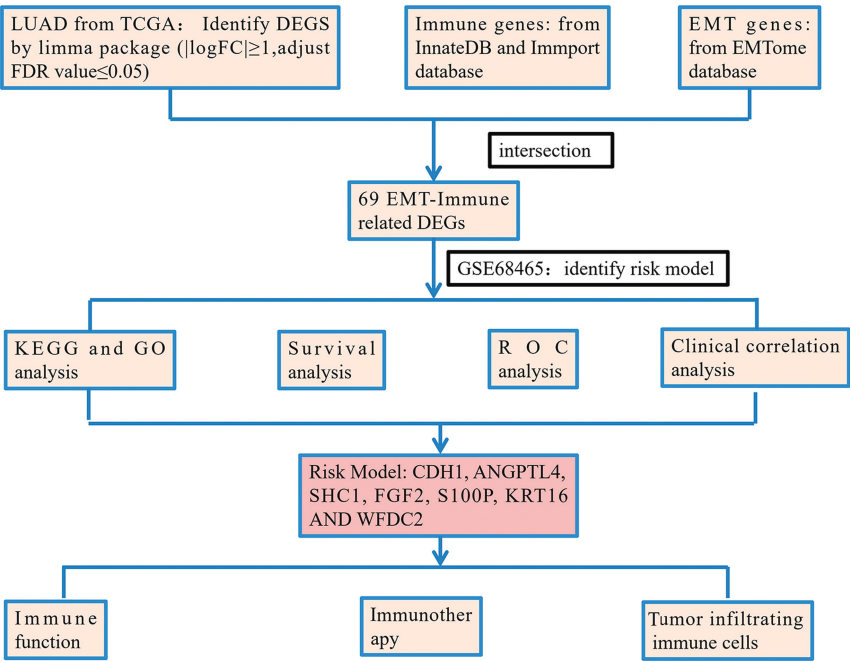 LUAD from TCGA： Identify DEGS
by limma package (|logFC|≥1,adjust
FDR value≤0.05)
Immune genes: from
InnateDB and Immport
database
EMT genes:
from EMTome
database
intersection
69 EMT-Immune
related DEGs
GSE68465：identify risk model
KEGG and GO
analysis
Survival
analysis
ROC
analysis
Clinical correlation
analysis
Risk Model: CDH1, ANGPTL4,
SHC1, FGF2, S100P, KRT16
AND WFDC2
Immune
function
Immunother
apy
Tumor infiltrating
immune cells